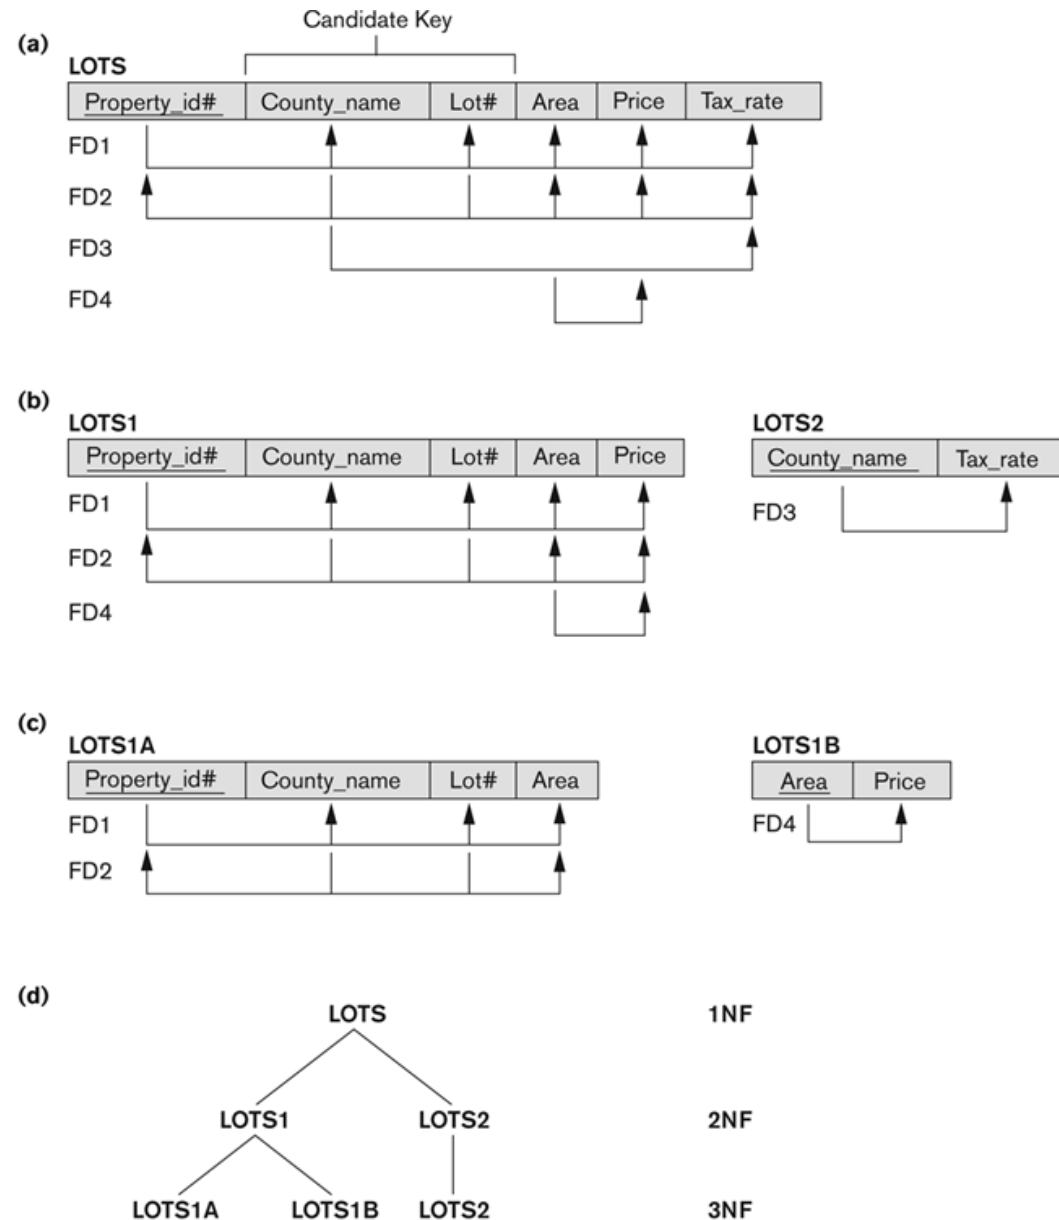 Candidate Key
(a)
LOTS
Property_id# County_name Lot# Area Price Tax_rate
FD1
FD2
FD3
FD4
(b)
LOTS1
Property_id# County_name Lot# Area Price
FD1
FD2
FD4
LOTS2
County_name Tax_rate
FD3
(c)
LOTS1A
Property_id# County_name Lot# Area
FD1
FD2
LOTS1B
Area Price
FD4
(d)
LOTS 1NF
LOTS1 LOTS2 2NF
LOTS1A LOTS1B LOTS2 3NF